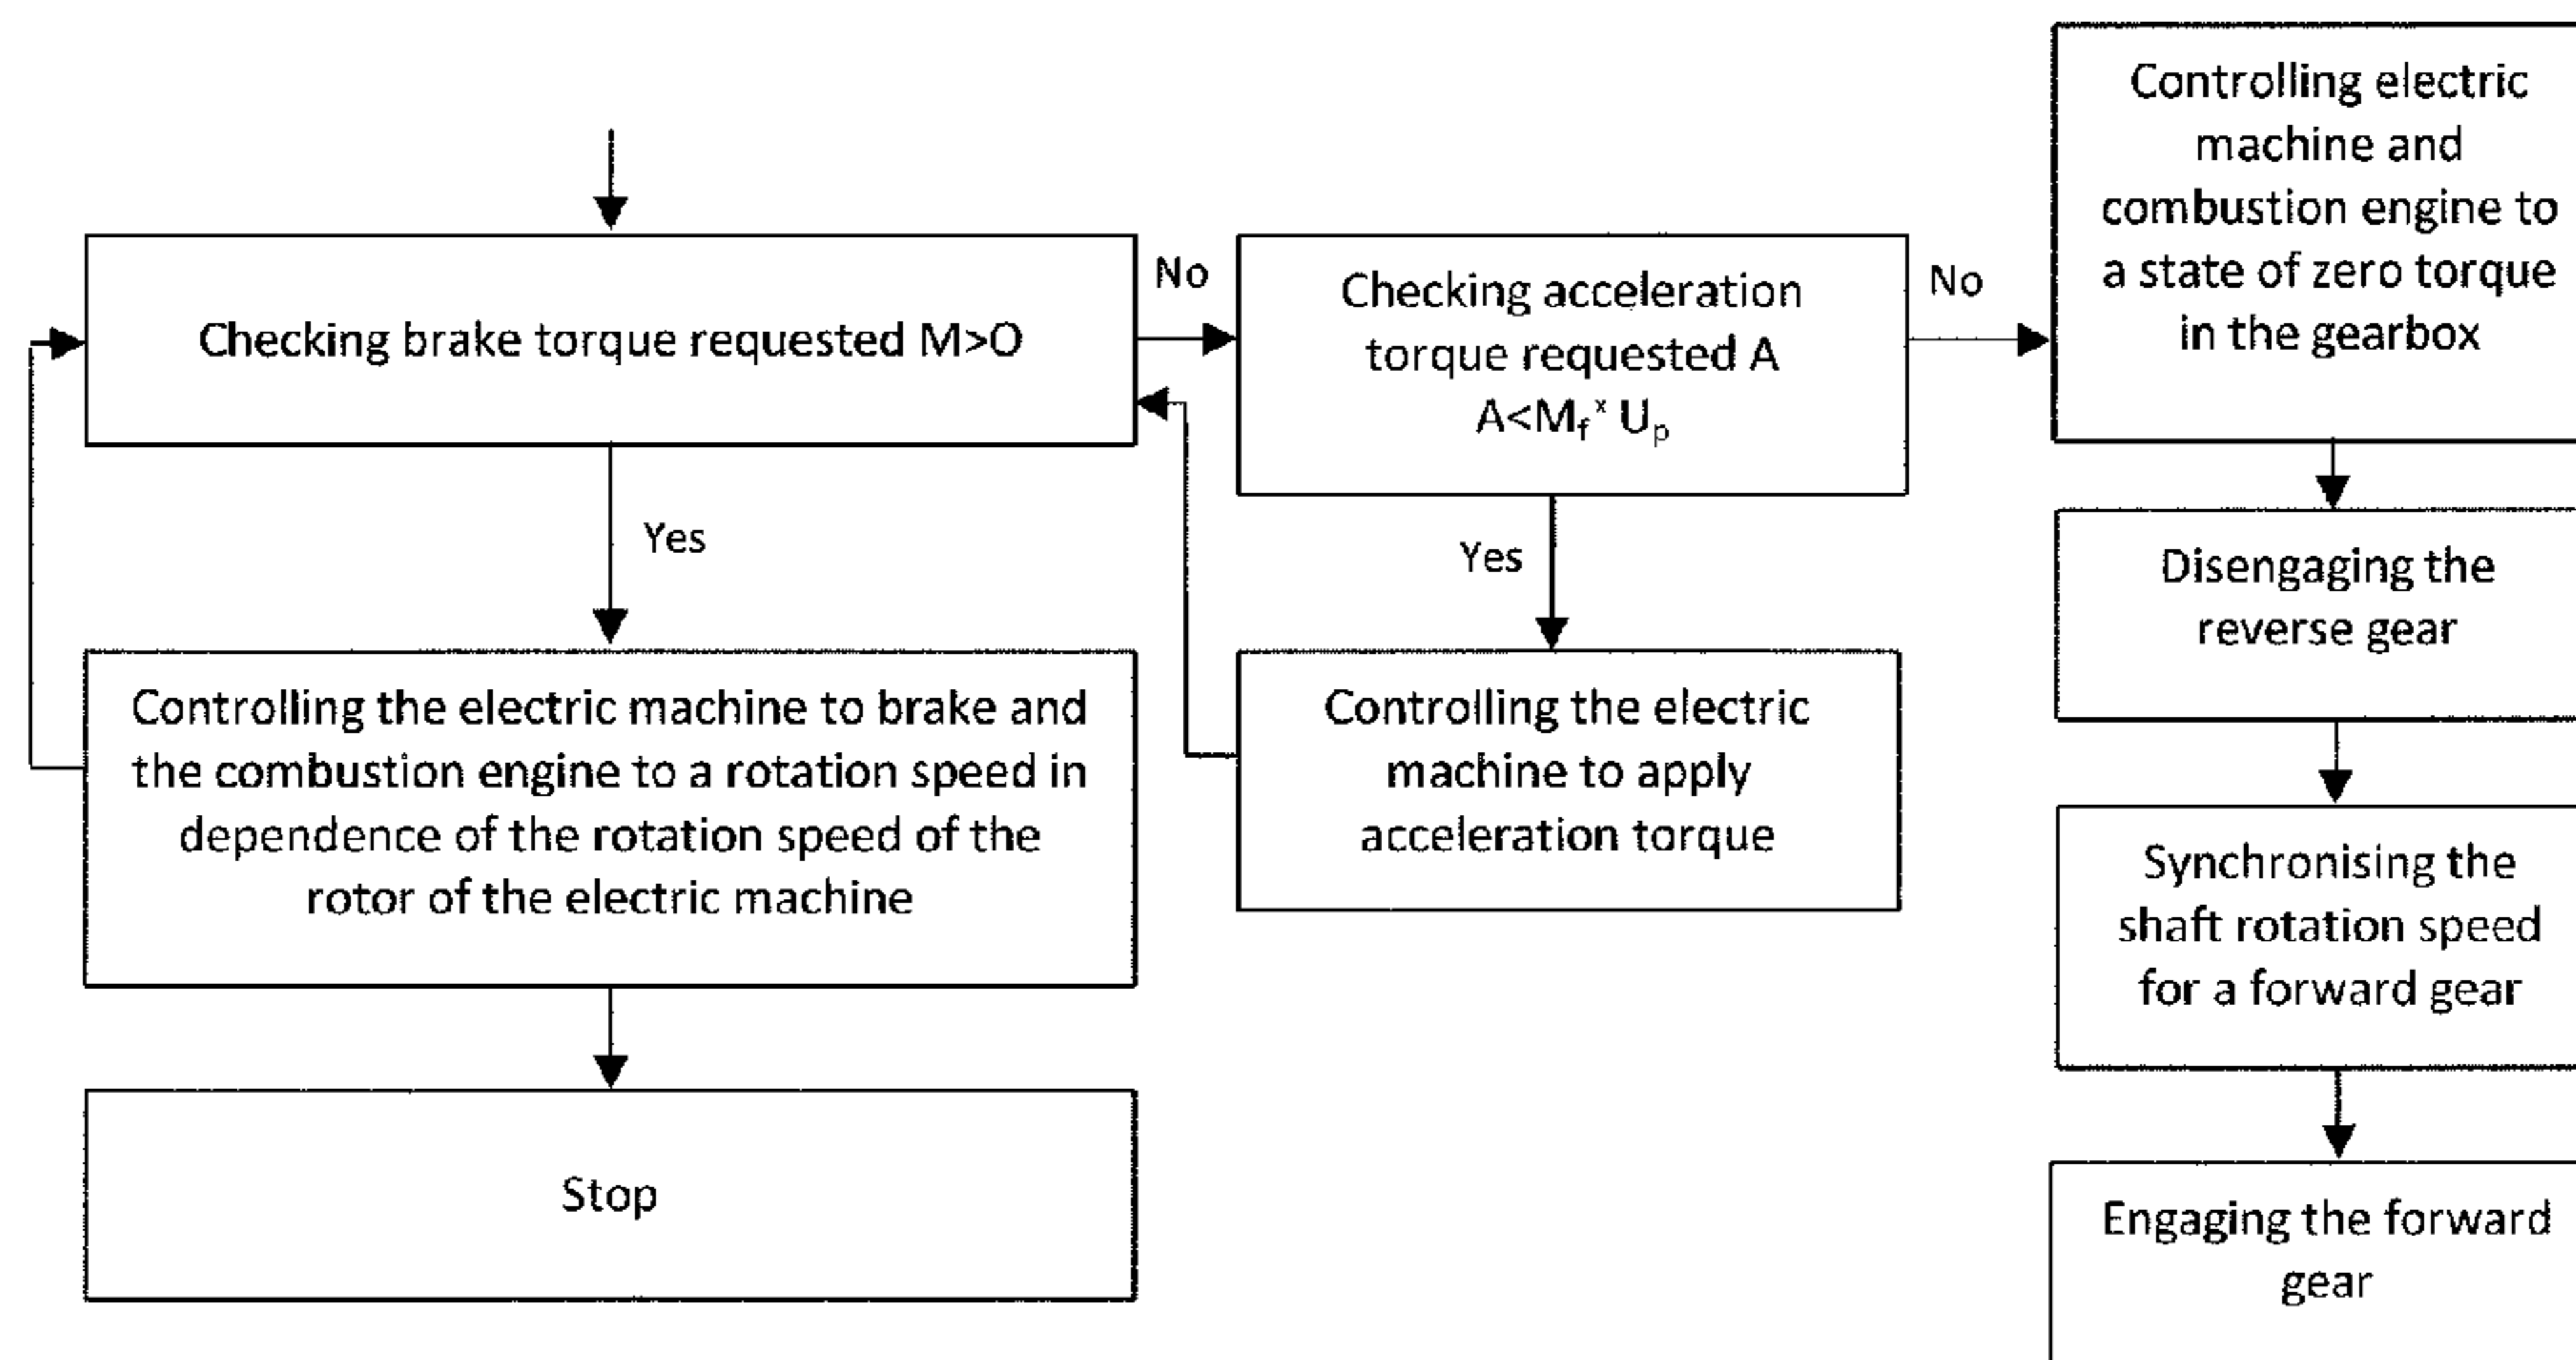 Checking brake torque requested M>O
No
Checking acceleration
torque requested A
A<Mf x Up
No
Controlling electric
machine and
combustion engine to
a state of zero torque
in the gearbox
Yes
Yes
Disengaging the
reverse gear
Controlling the electric machine to brake and
the combustion engine to a rotation speed in
dependence of the rotation speed of the
rotor of the electric machine
Controlling the electric
machine to apply
acceleration torque
Synchronising the
shaft rotation speed
for a forward gear
Stop
Engaging the forward
gear